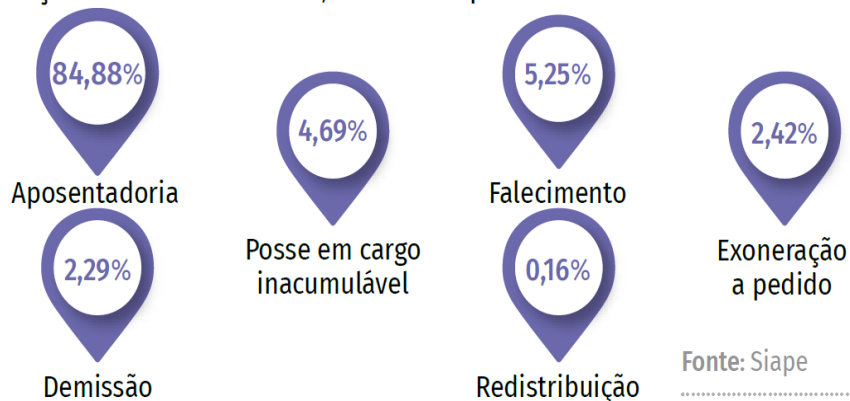 84,88%
Aposentadoria
4,69%
Posse em cargo
inacumulável
5,25%
Falecimento
2,42%
Exoneração
a pedido
2,29%
Demissão
0,16%
Redistribuição
Fonte: Siape